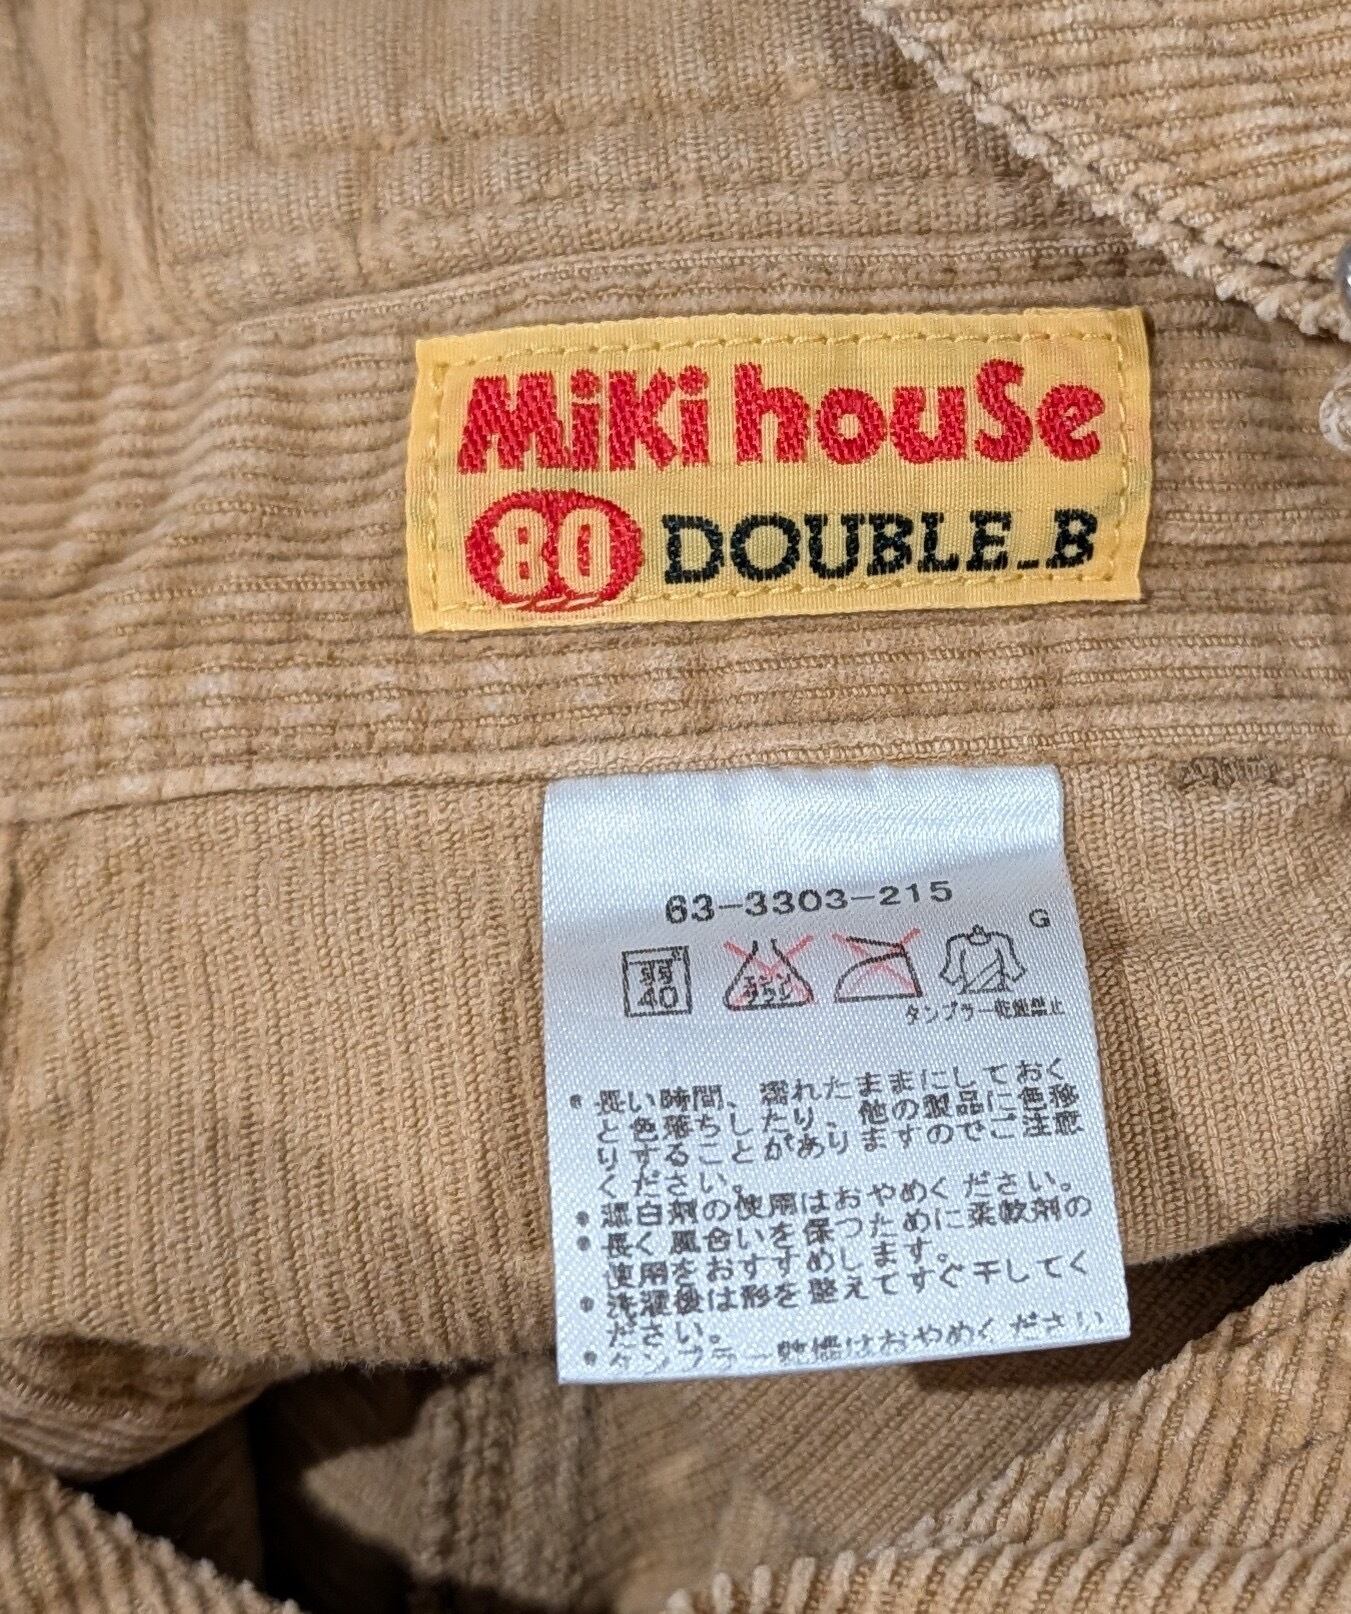 Miki house
80 DOUBLE_B
63-3303-215
G
弱
40
エンソ
サラシ
タンブラー乾燥禁止
• 長い時間、濡れたままにしておく
と色落ちしたり、他の製品に色移
りすることがありますのでご注意
ください。
• 漂白剤の使用はおやめください。
• 長く風合いを保つために柔軟剤の
使用をおすすめします。
• 洗濯後は形を整えてすぐ干してく
ださい。
• タンブラー乾燥はおやめください